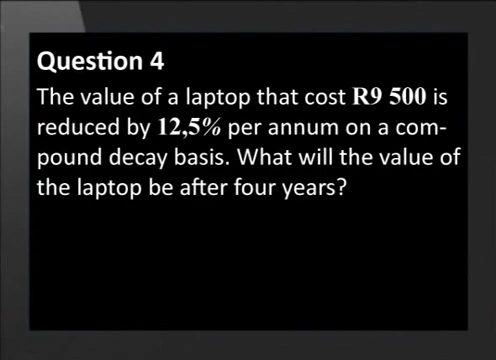 Question 4
The value of a laptop that cost R9 500 is
reduced by 12,5% per annum on a com-
pound decay basis. What will the value of
the laptop be after four years?